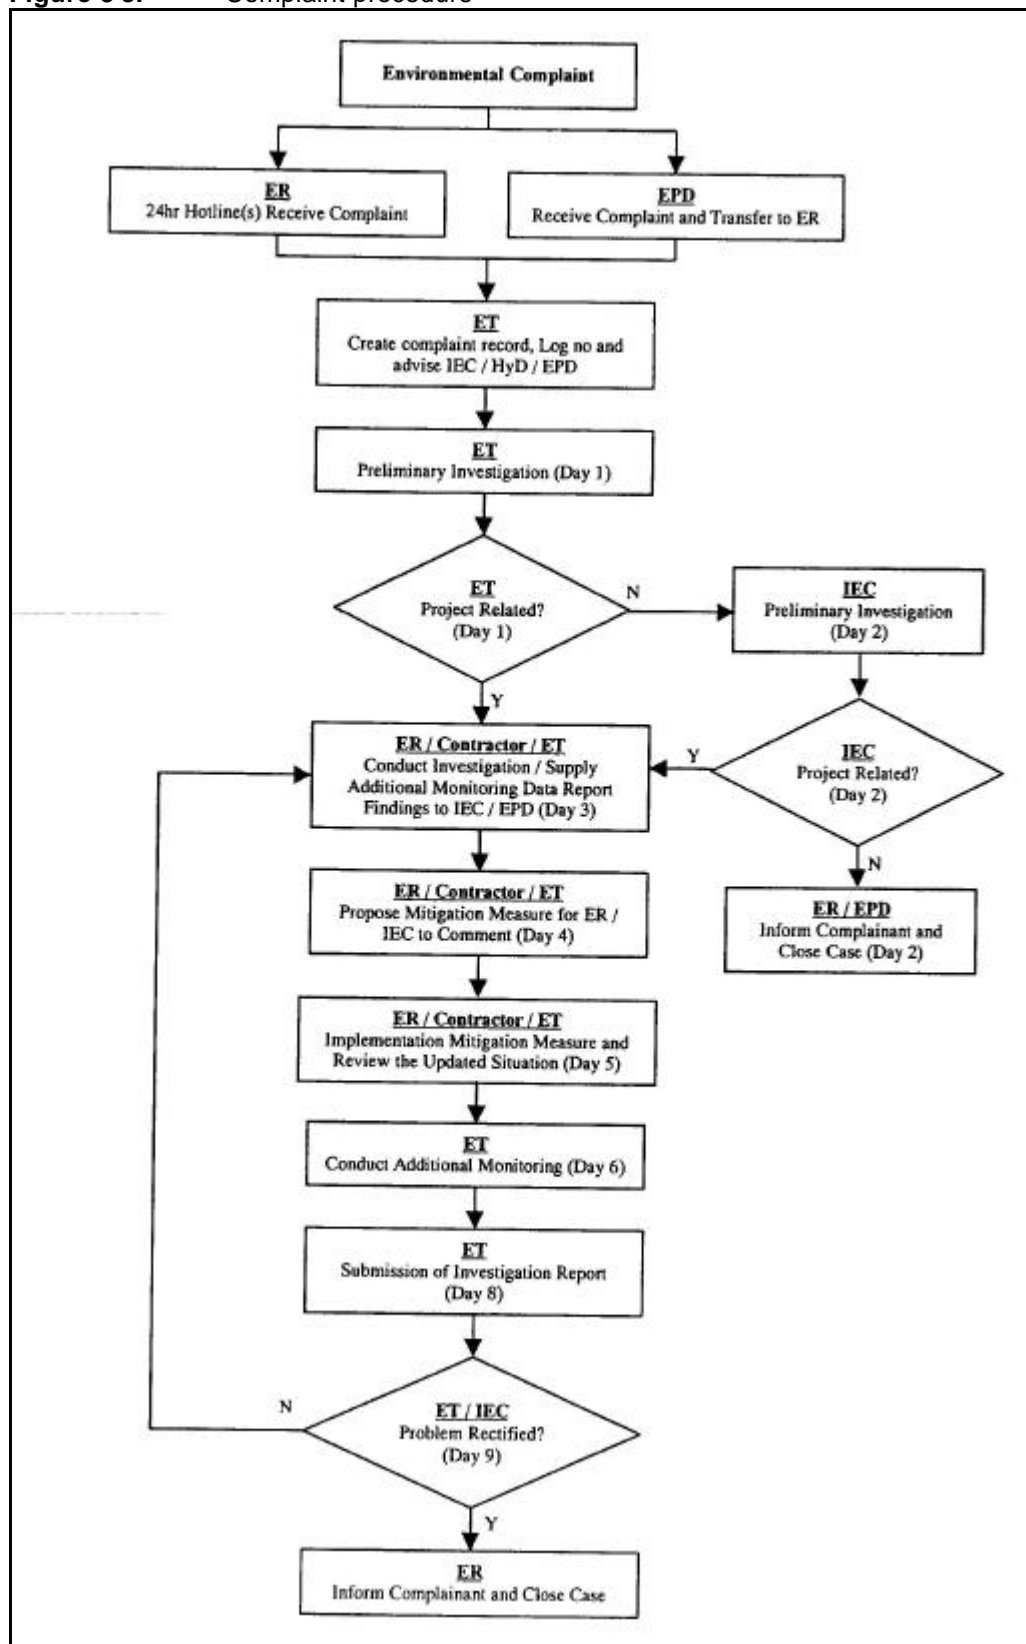 Complaint procedure
Environmental Complaint
ER
24hr Hotline(s) Receive Complaint
EPD
Receive Complaint and Transfer to ER
ET
Create complaint record, Log no and
advise IEC / HyD / EPD
ET
Preliminary Investigation (Day 1)
ET
Project Related?
(Day 1)
N
IEC
Preliminary Investigation
(Day 2)
Y
ER / Contractor / ET
Conduct Investigation / Supply
Additional Monitoring Data Report
Findings to IEC / EPD (Day 3)
Y
IEC
Project Related?
(Day 2)
N
ER / Contractor / ET
Propose Mitigation Measure for ER /
IEC to Comment (Day 4)
ER / EPD
Inform Complainant and
Close Case (Day 2)
ER / Contractor / ET
Implementation Mitigation Measure and
Review the Updated Situation (Day 5)
ET
Conduct Additional Monitoring (Day 6)
ET
Submission of Investigation Report
(Day 8)
N
ET / IEC
Problem Rectified?
(Day 9)
Y
ER
Inform Complainant and Close Case